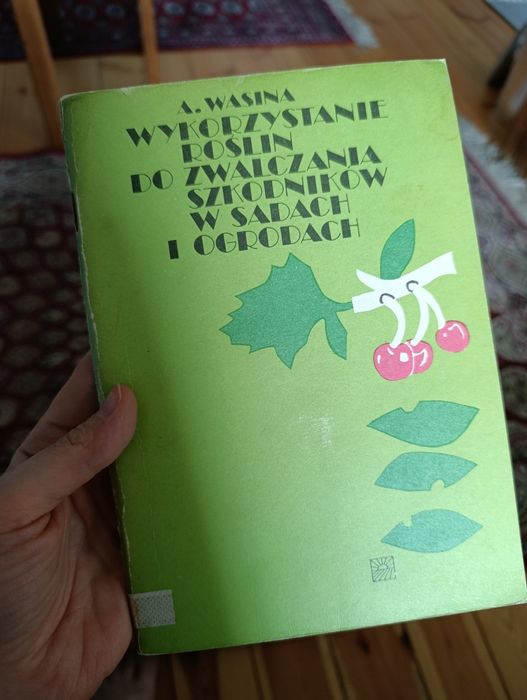 A. WASINA
WYKORZYSTANIE
ROŚLIN
DO ZWALCZANIA
SZKODNIKÓW
W SADACH
I OGRODACH